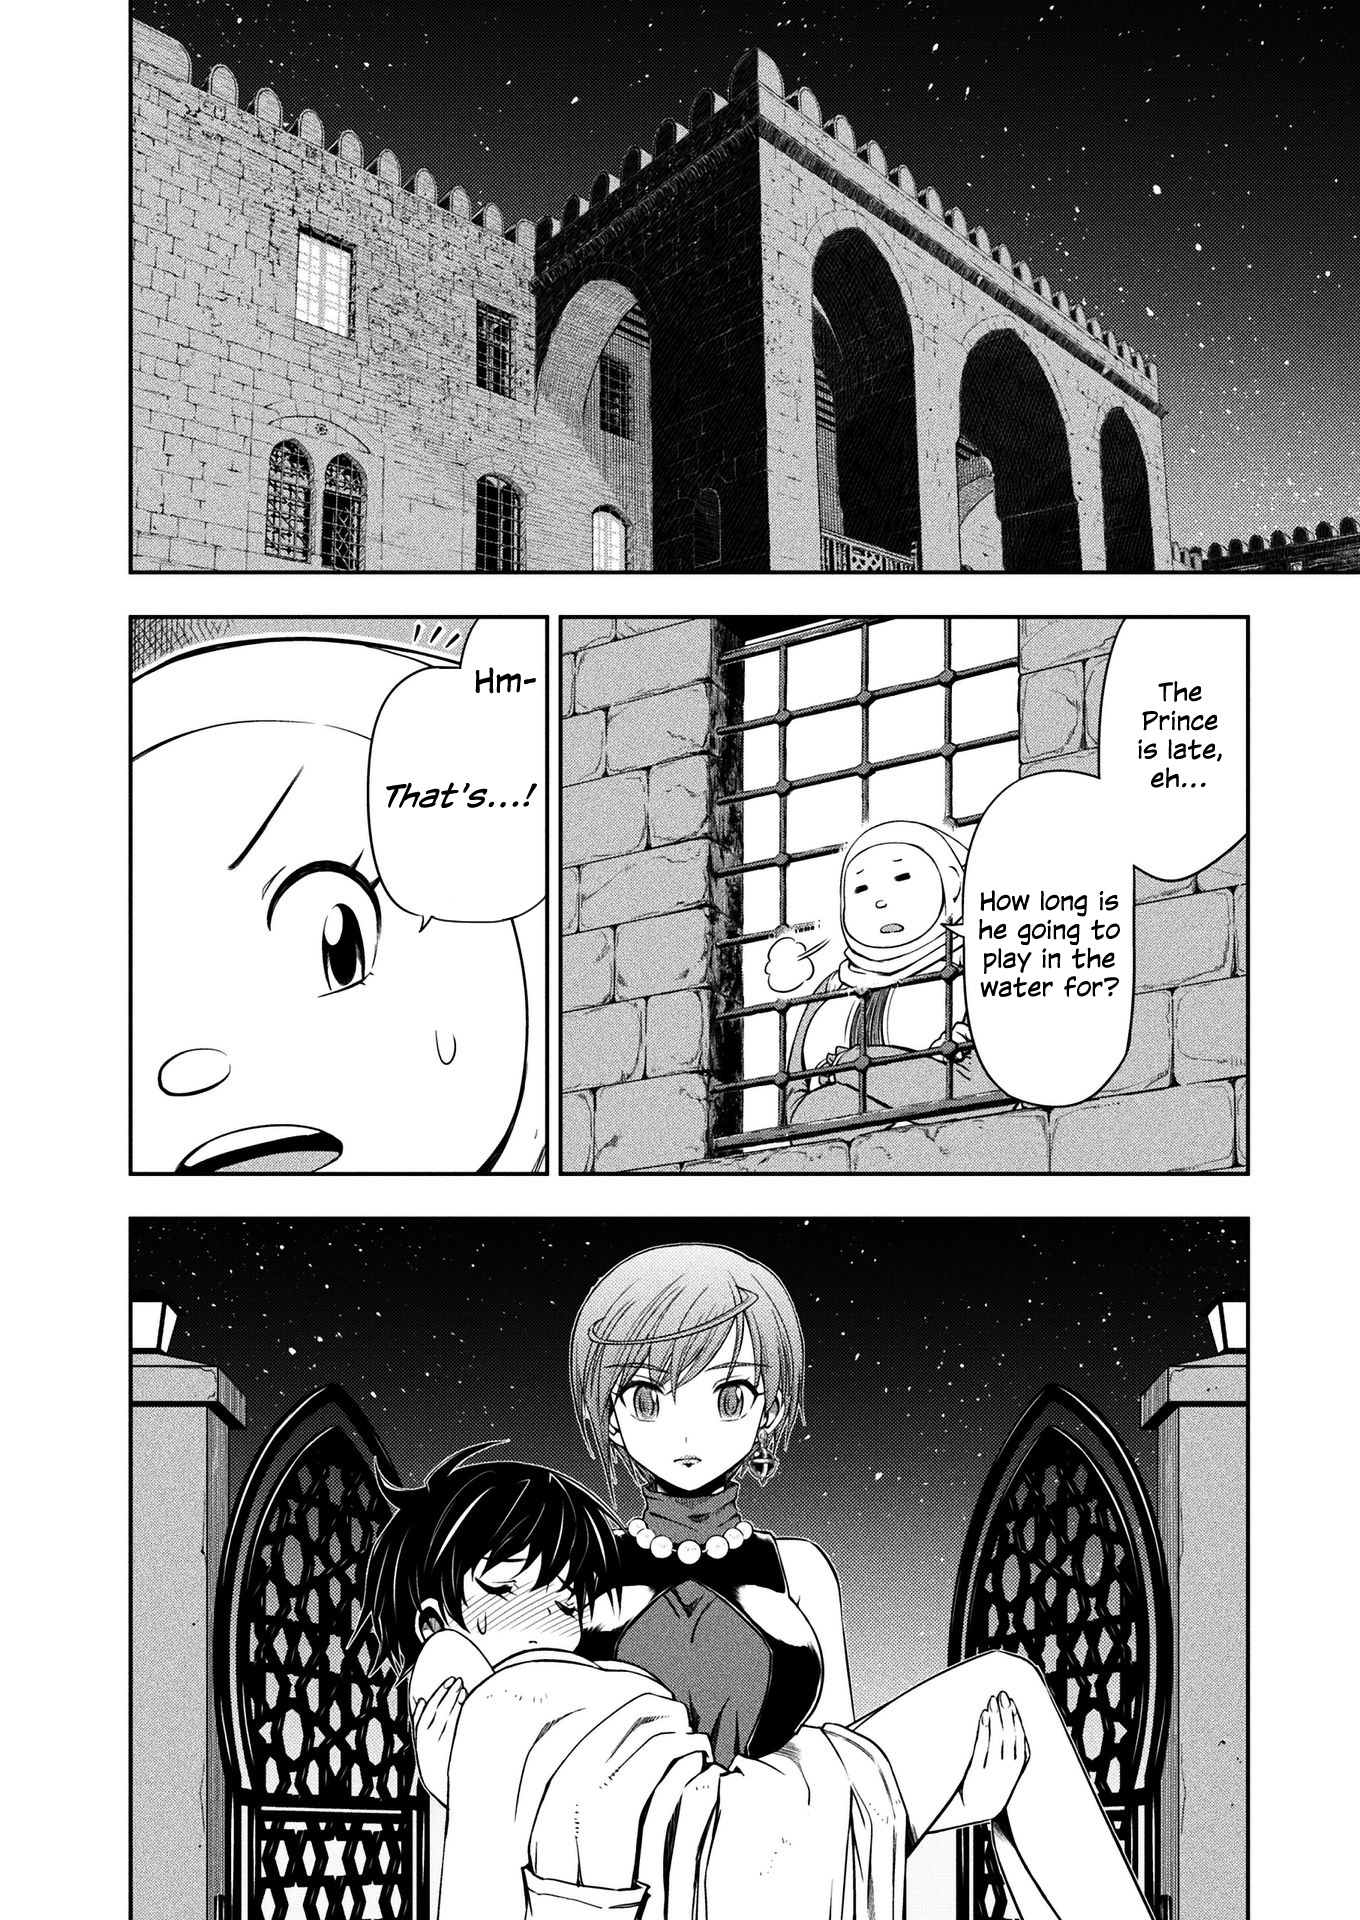 The
Prince
is late,
eh...
How long is
he going to
play in the
water for?
Hm-
That's...!